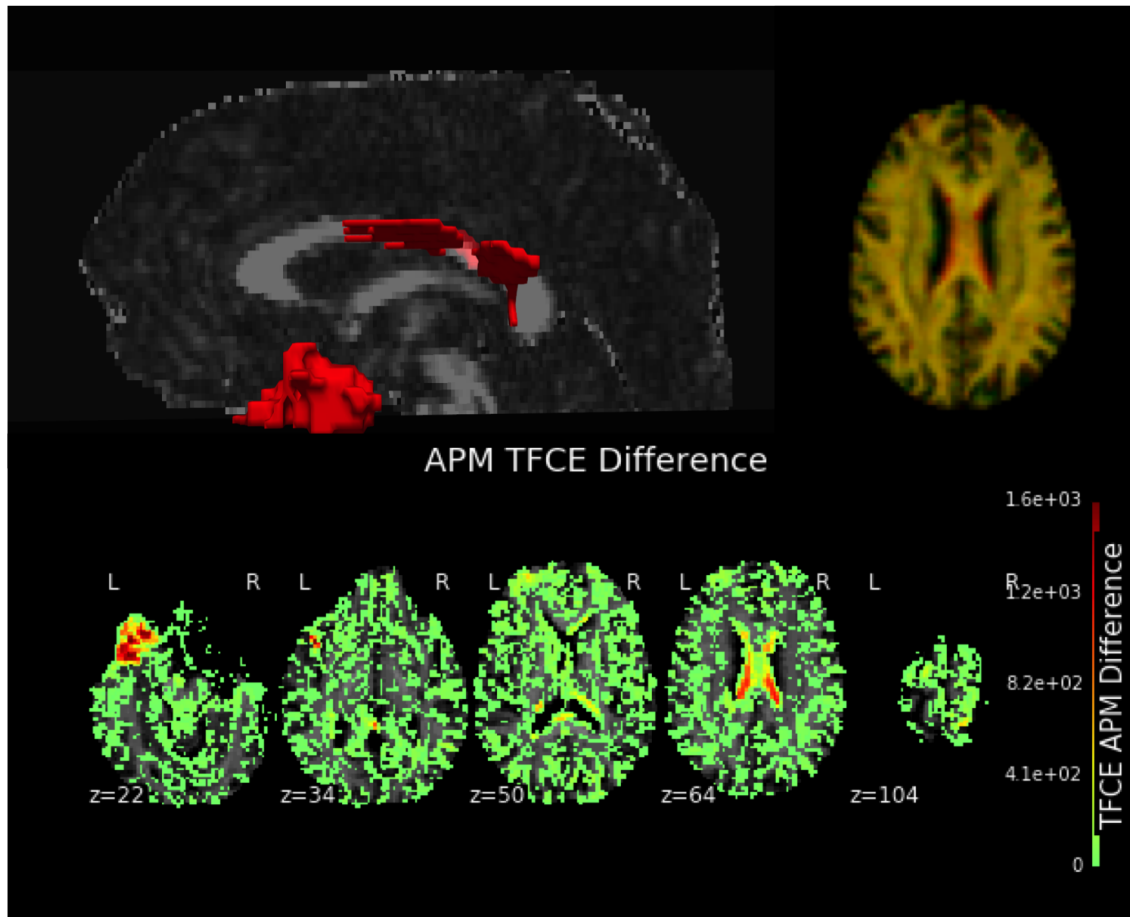 APM TFCE Difference
1.6e+03
L R L R L R L R L R
1.2e+03
8.2e+02
4.1e+02
z=22 z=34 z=50 z=64 z=104
0
TFCE APM Difference